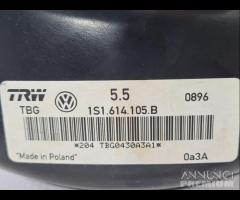 TRW 5.5 0896
TBG 1S1.614.105.B
*204 TBG0430A3A1*
"Made in Poland" 0a3A
ANNUNCI
PREMIUM